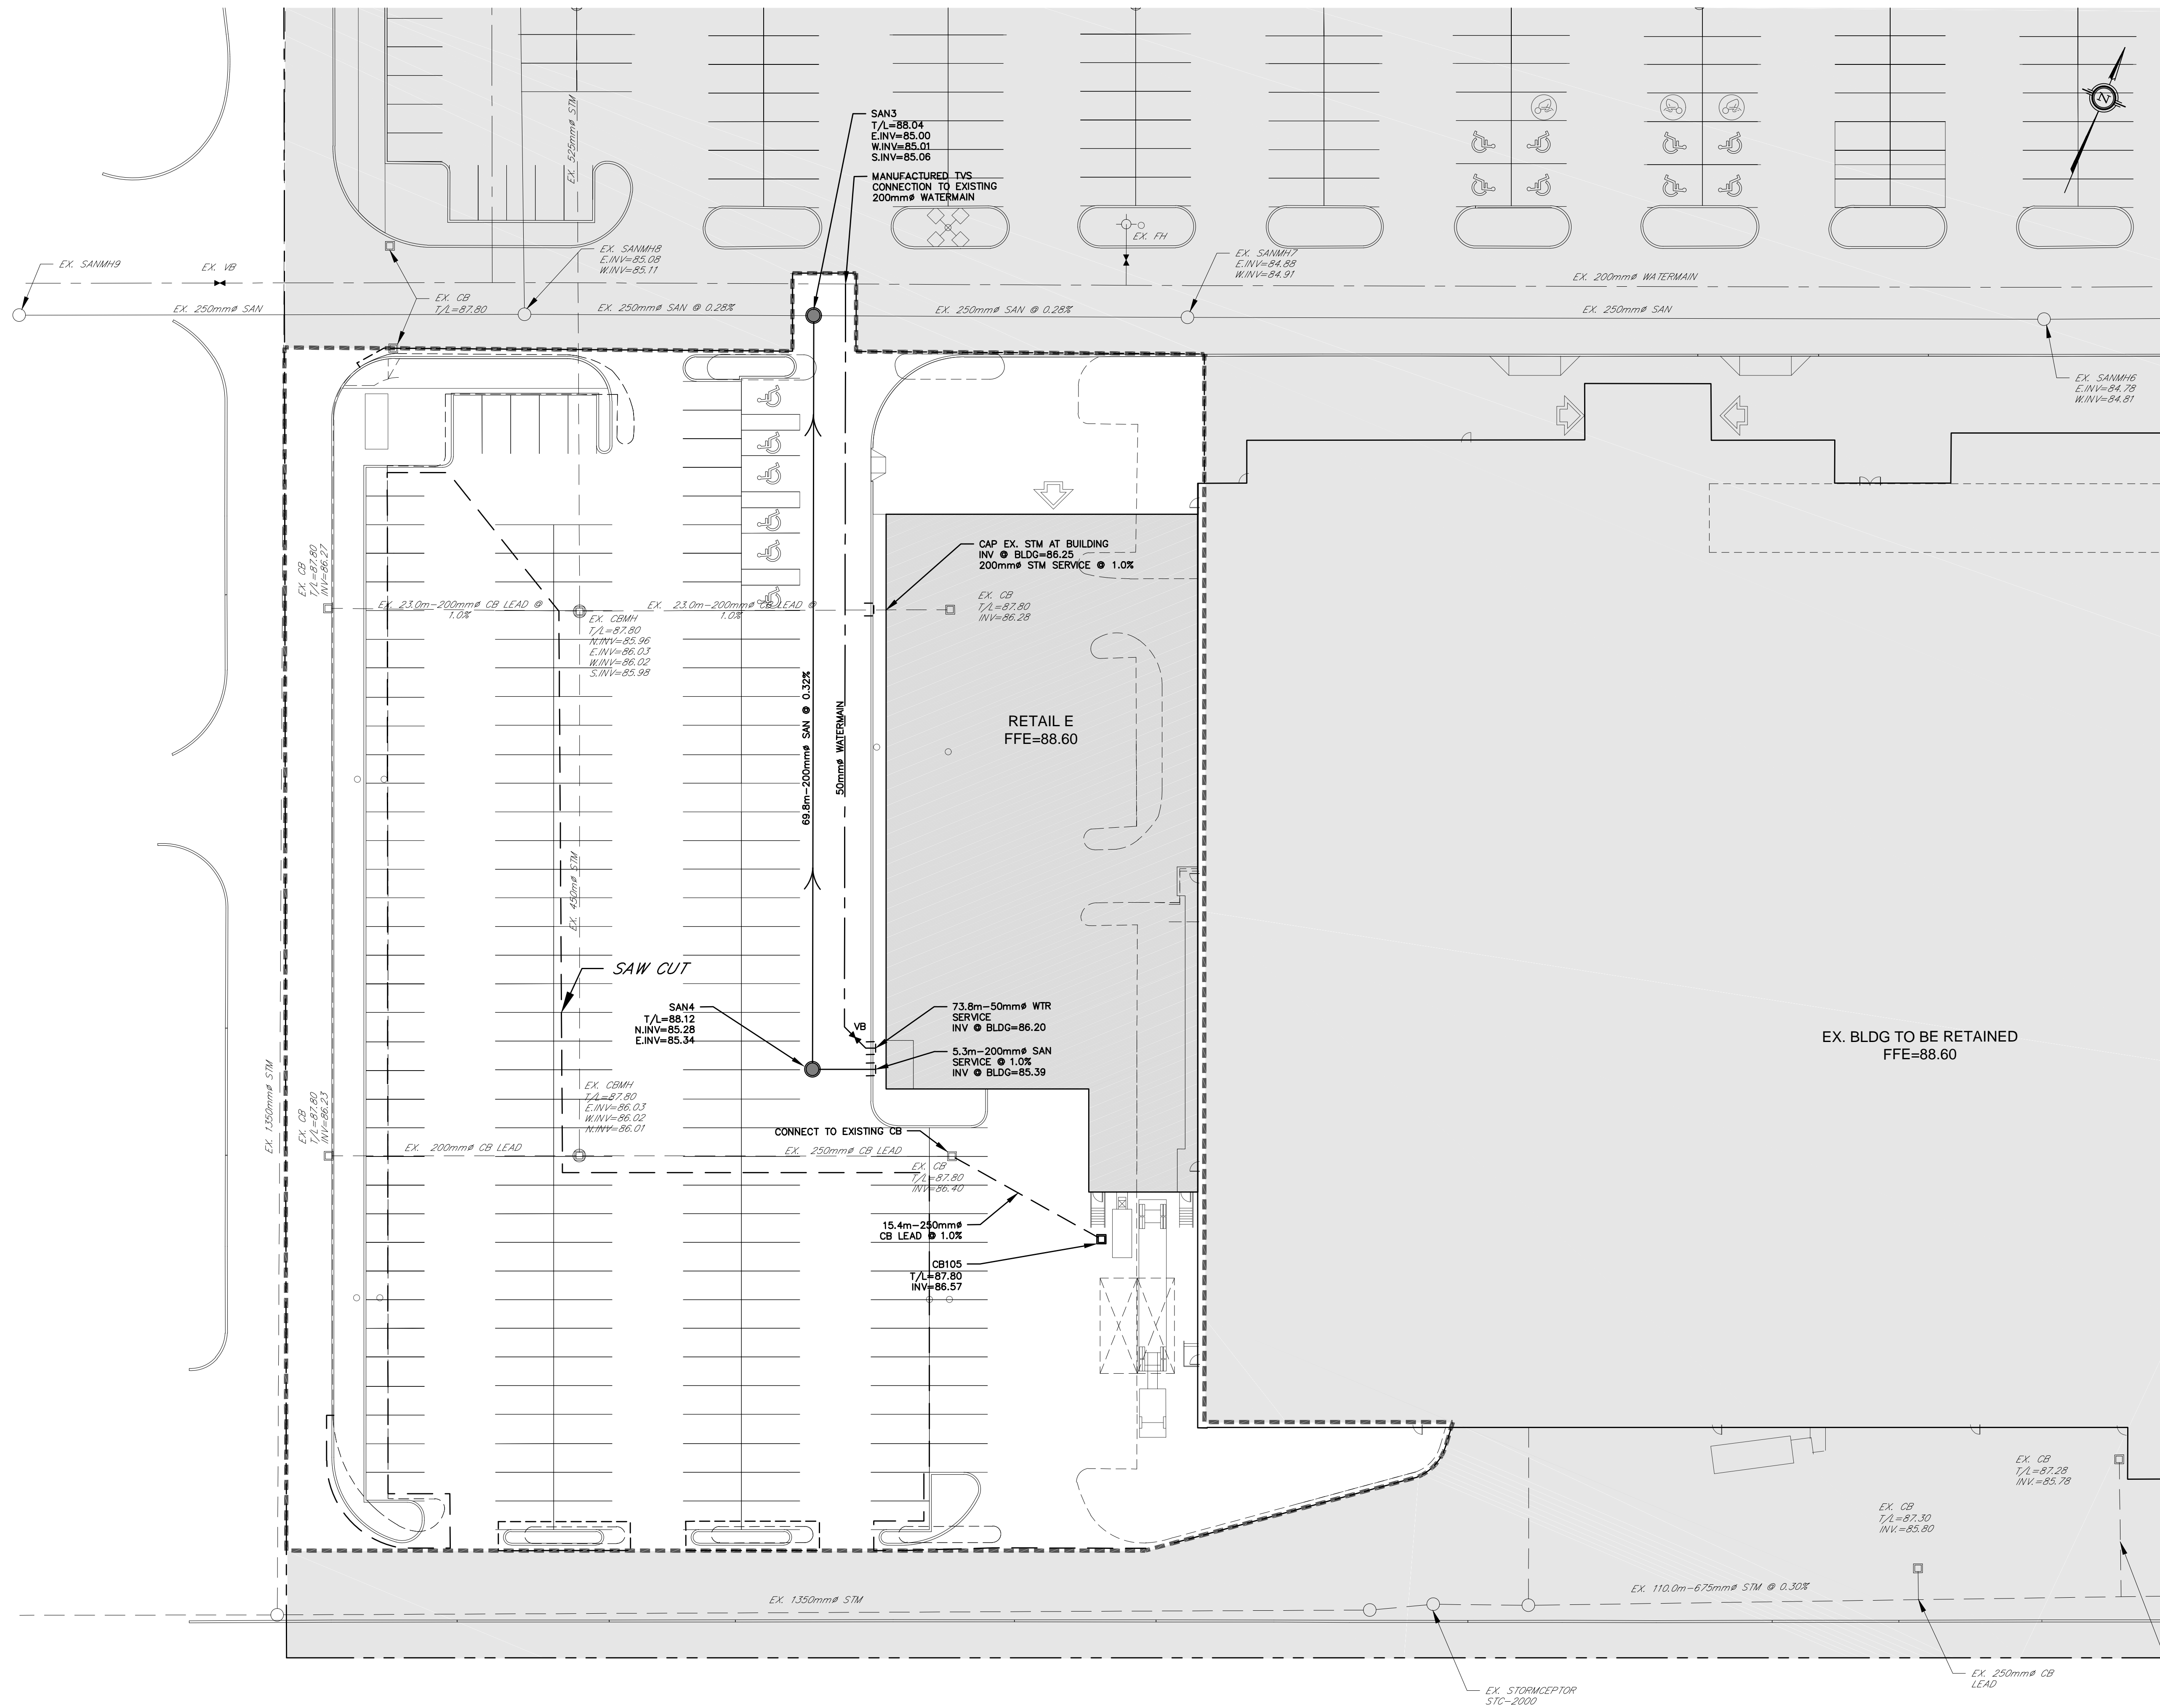 EX. 525mmØ STM
SAN3
T/L=88.04
E.INV=85.00
W.INV=85.01
S.INV=85.06
MANUFACTURED TVS
CONNECTION TO EXISTING
200mmØ WATERMAIN
N
EX. FH
EX. SANMH9
EX. VB
EX. SANMH8
E.INV=85.08
W.INV=85.11
EX. SANMH7
E.INV=84.88
W.INV=84.91
EX. 200mmØ WATERMAIN
EX. CB
T/L=87.80
EX. 250mmØ SAN
EX. 250mmØ SAN @ 0.28%
EX. 250mmØ SAN @ 0.28%
EX. 250mmØ SAN
EX. SANMH6
E.INV=84.78
W.INV=84.81
CAP EX. STM AT BUILDING
INV @ BLDG=86.25
200mmØ STM SERVICE @ 1.0%
EX. CB
T/L=87.80
INV=86.27
EX. 23.0m-200mmØ CB LEAD @
1.0%
EX. 23.0m-200mmØ CB LEAD @
1.0%
EX. CB
T/L=87.80
INV=86.28
EX. CBMH
T/L=87.80
N.INV=85.96
E.INV=86.03
W.INV=86.02
S.INV=85.98
69.8m-200mmØ SAN @ 0.32%
50mmØ WATERMAIN
RETAIL E
FFE=88.60
EX. 450mØ STM
SAW CUT
SAN4
T/L=88.12
N.INV=85.28
E.INV=85.34
VB
73.8m-50mmØ WTR
SERVICE
INV @ BLDG=86.20
5.3m-200mmØ SAN
SERVICE @ 1.0%
INV @ BLDG=85.39
EX. BLDG TO BE RETAINED
FFE=88.60
EX. 1350mmØ STM
EX. CB
T/L=87.80
INV=86.23
EX. CBMH
T/L=87.80
E.INV=86.03
W.INV=86.02
N.INV=86.01
CONNECT TO EXISTING CB
EX. 200mmØ CB LEAD
EX. 250mmØ CB LEAD
EX. CB
T/L=87.80
INV=86.40
15.4m-250mmØ
CB LEAD @ 1.0%
CB105
T/L=87.80
INV=86.57
EX. CB
T/L=87.28
INV.=85.78
EX. CB
T/L=87.30
INV.=85.80
EX. 1350mmØ STM
EX. 110.0m-675mmØ STM @ 0.30%
EX. STORMCEPTOR
STC-2000
EX. 250mmØ CB
LEAD